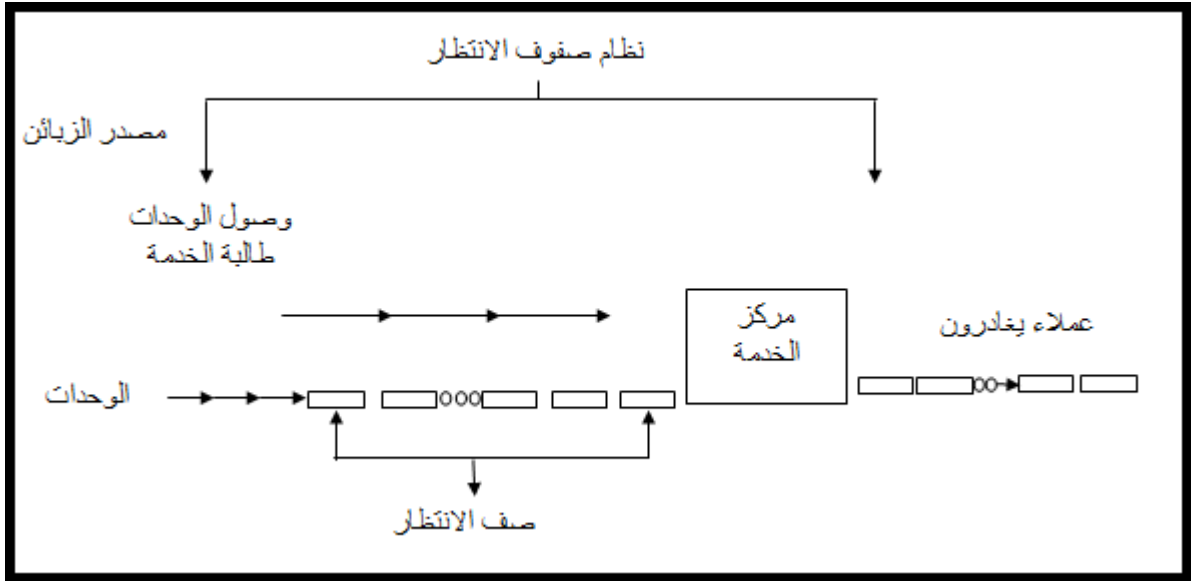 نظام صفوف الانتظار
مصدر الزبائن
وصول الوحدات
طالبة الخدمة
مركز
الخدمة
عملاء يغادرون
الوحدات
صف الانتظار